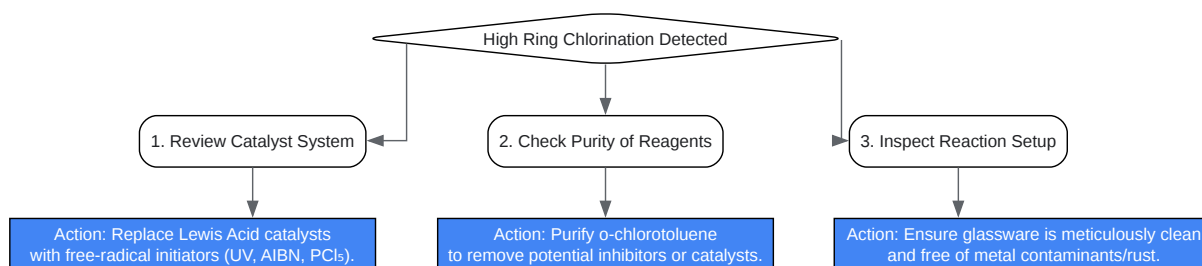 High Ring Chlorination Detected
1. Review Catalyst System
2. Check Purity of Reagents
3. Inspect Reaction Setup
Action: Replace Lewis Acid catalysts
with free-radical initiators (UV, AIBN, PCl₅).
Action: Purify o-chlorotoluene
to remove potential inhibitors or catalysts.
Action: Ensure glassware is meticulously clean
and free of metal contaminants/rust.